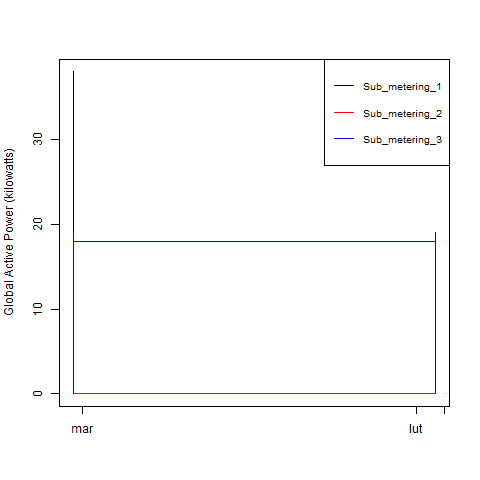 Sub_metering_1
Sub_metering_2
Sub_metering_3
Global Active Power (kilowatts)
30
20
10
0
mar
lut